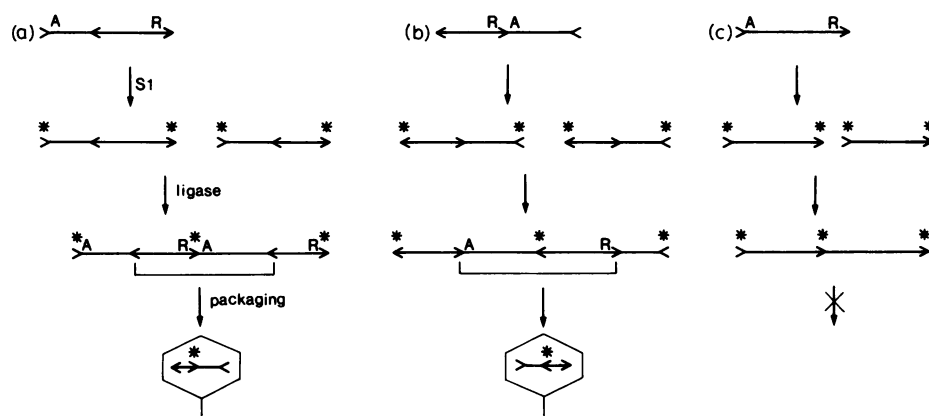 (a) A R (b) R A (c) A R
S1
* * * * * * * * * * * *
ligase
* A R * A R * * A * R * * * *
packaging
* *